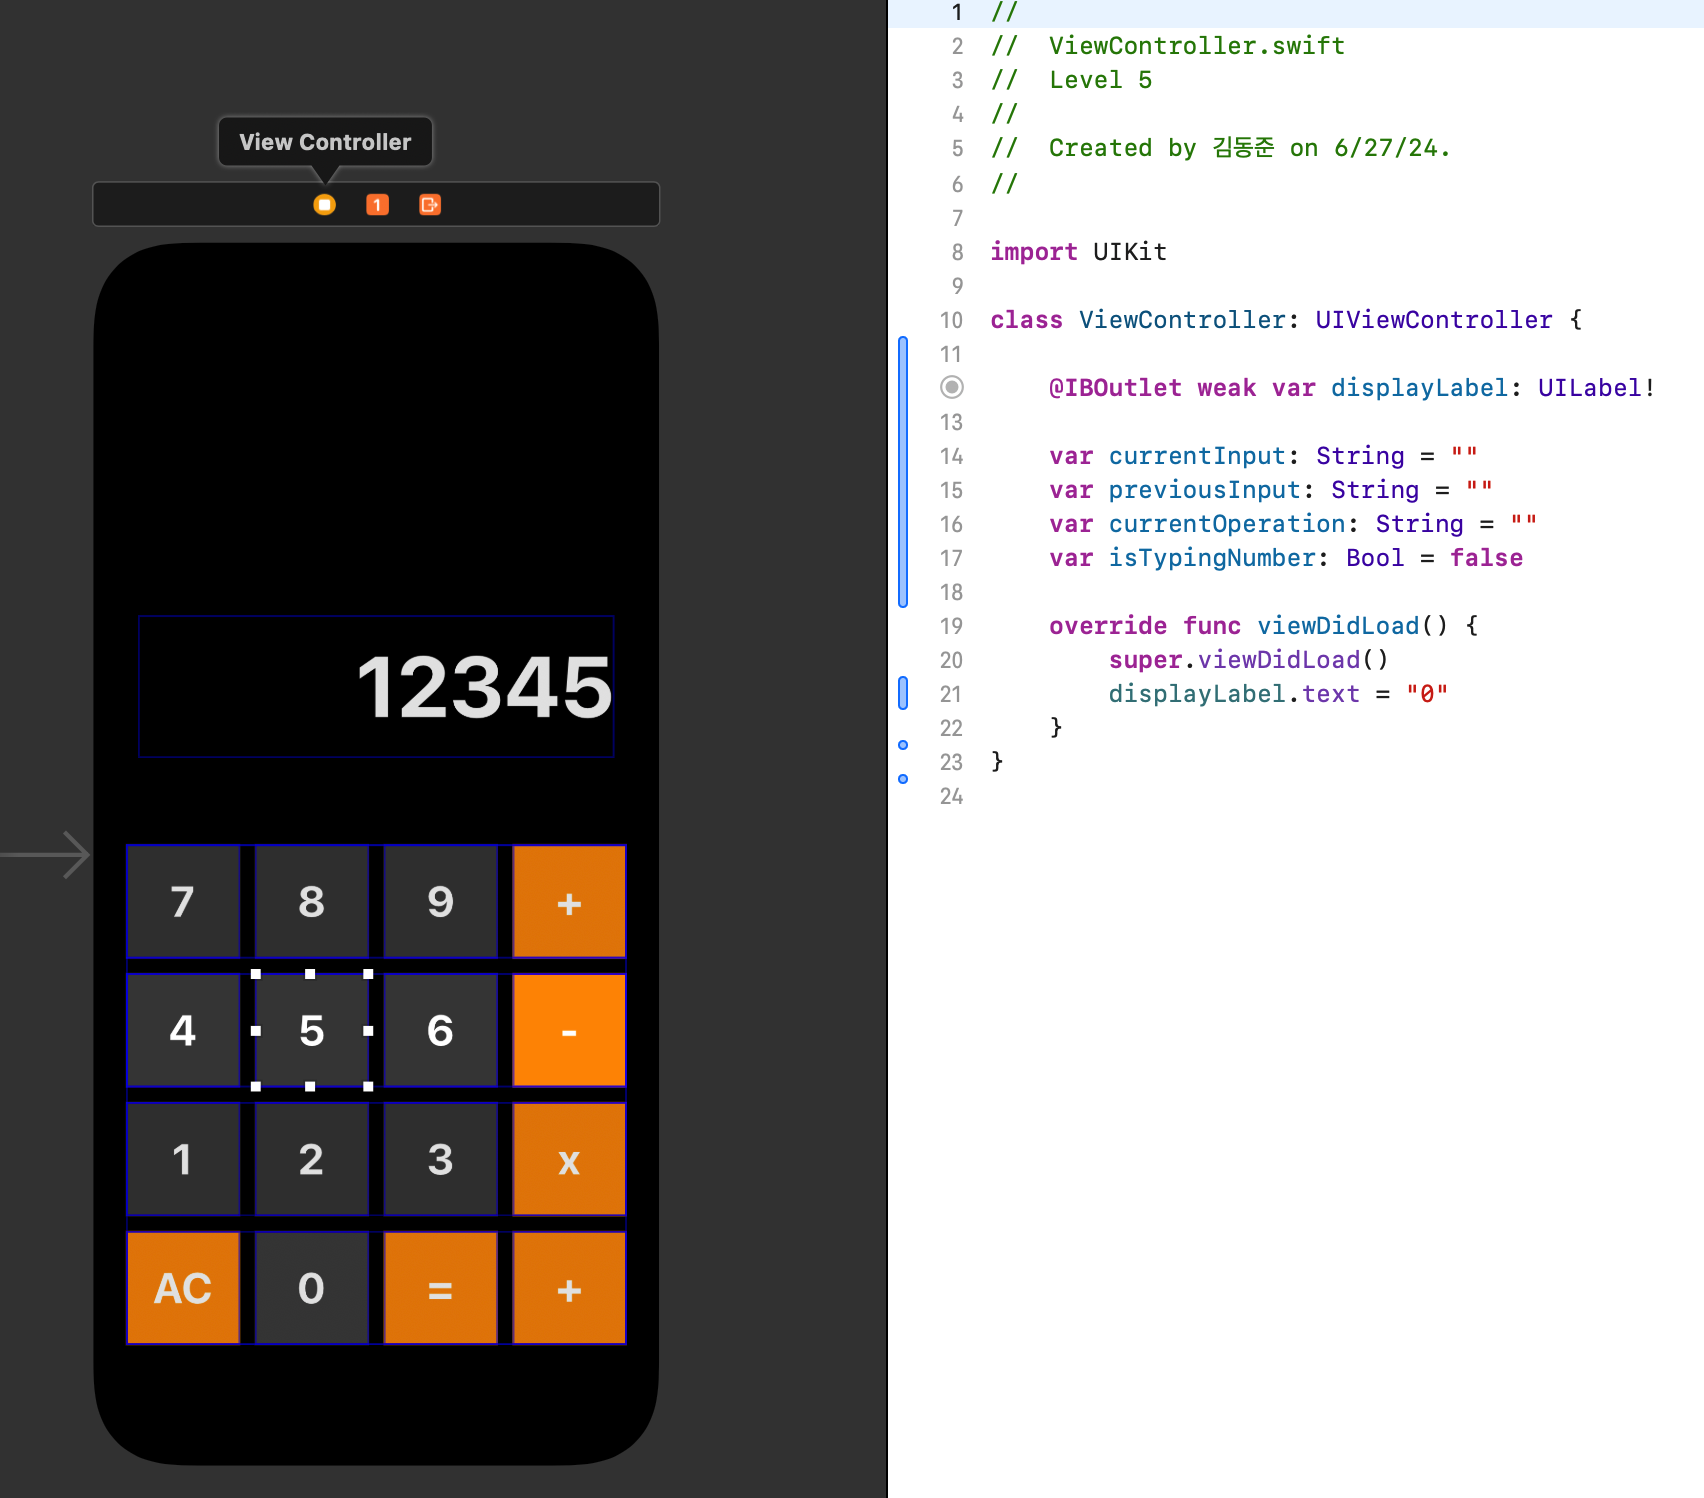 View Controller
1
12345
7 8 9 +
4 5 6 -
1 2 3 x
AC 0 = +
1 //
2 //  ViewController.swift
3 //  Level 5
4 //
5 //  Created by 김동준 on 6/27/24.
6 //
7
8 import UIKit
9
10 class ViewController: UIViewController {
11
    @IBOutlet weak var displayLabel: UILabel!
13
14     var currentInput: String = ""
15     var previousInput: String = ""
16     var currentOperation: String = ""
17     var isTypingNumber: Bool = false
18
19     override func viewDidLoad() {
20         super.viewDidLoad()
21         displayLabel.text = "0"
22     }
23 }
24